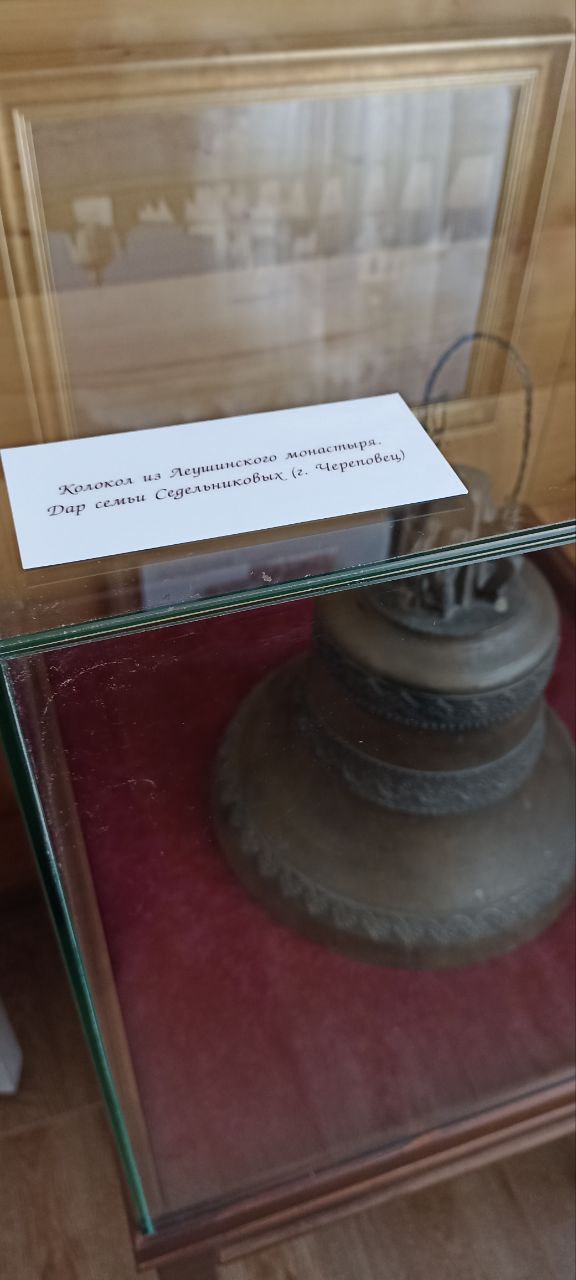 Колокол из Леушинского монастыря.
Дар семьи Седельниковых (г. Череповец)